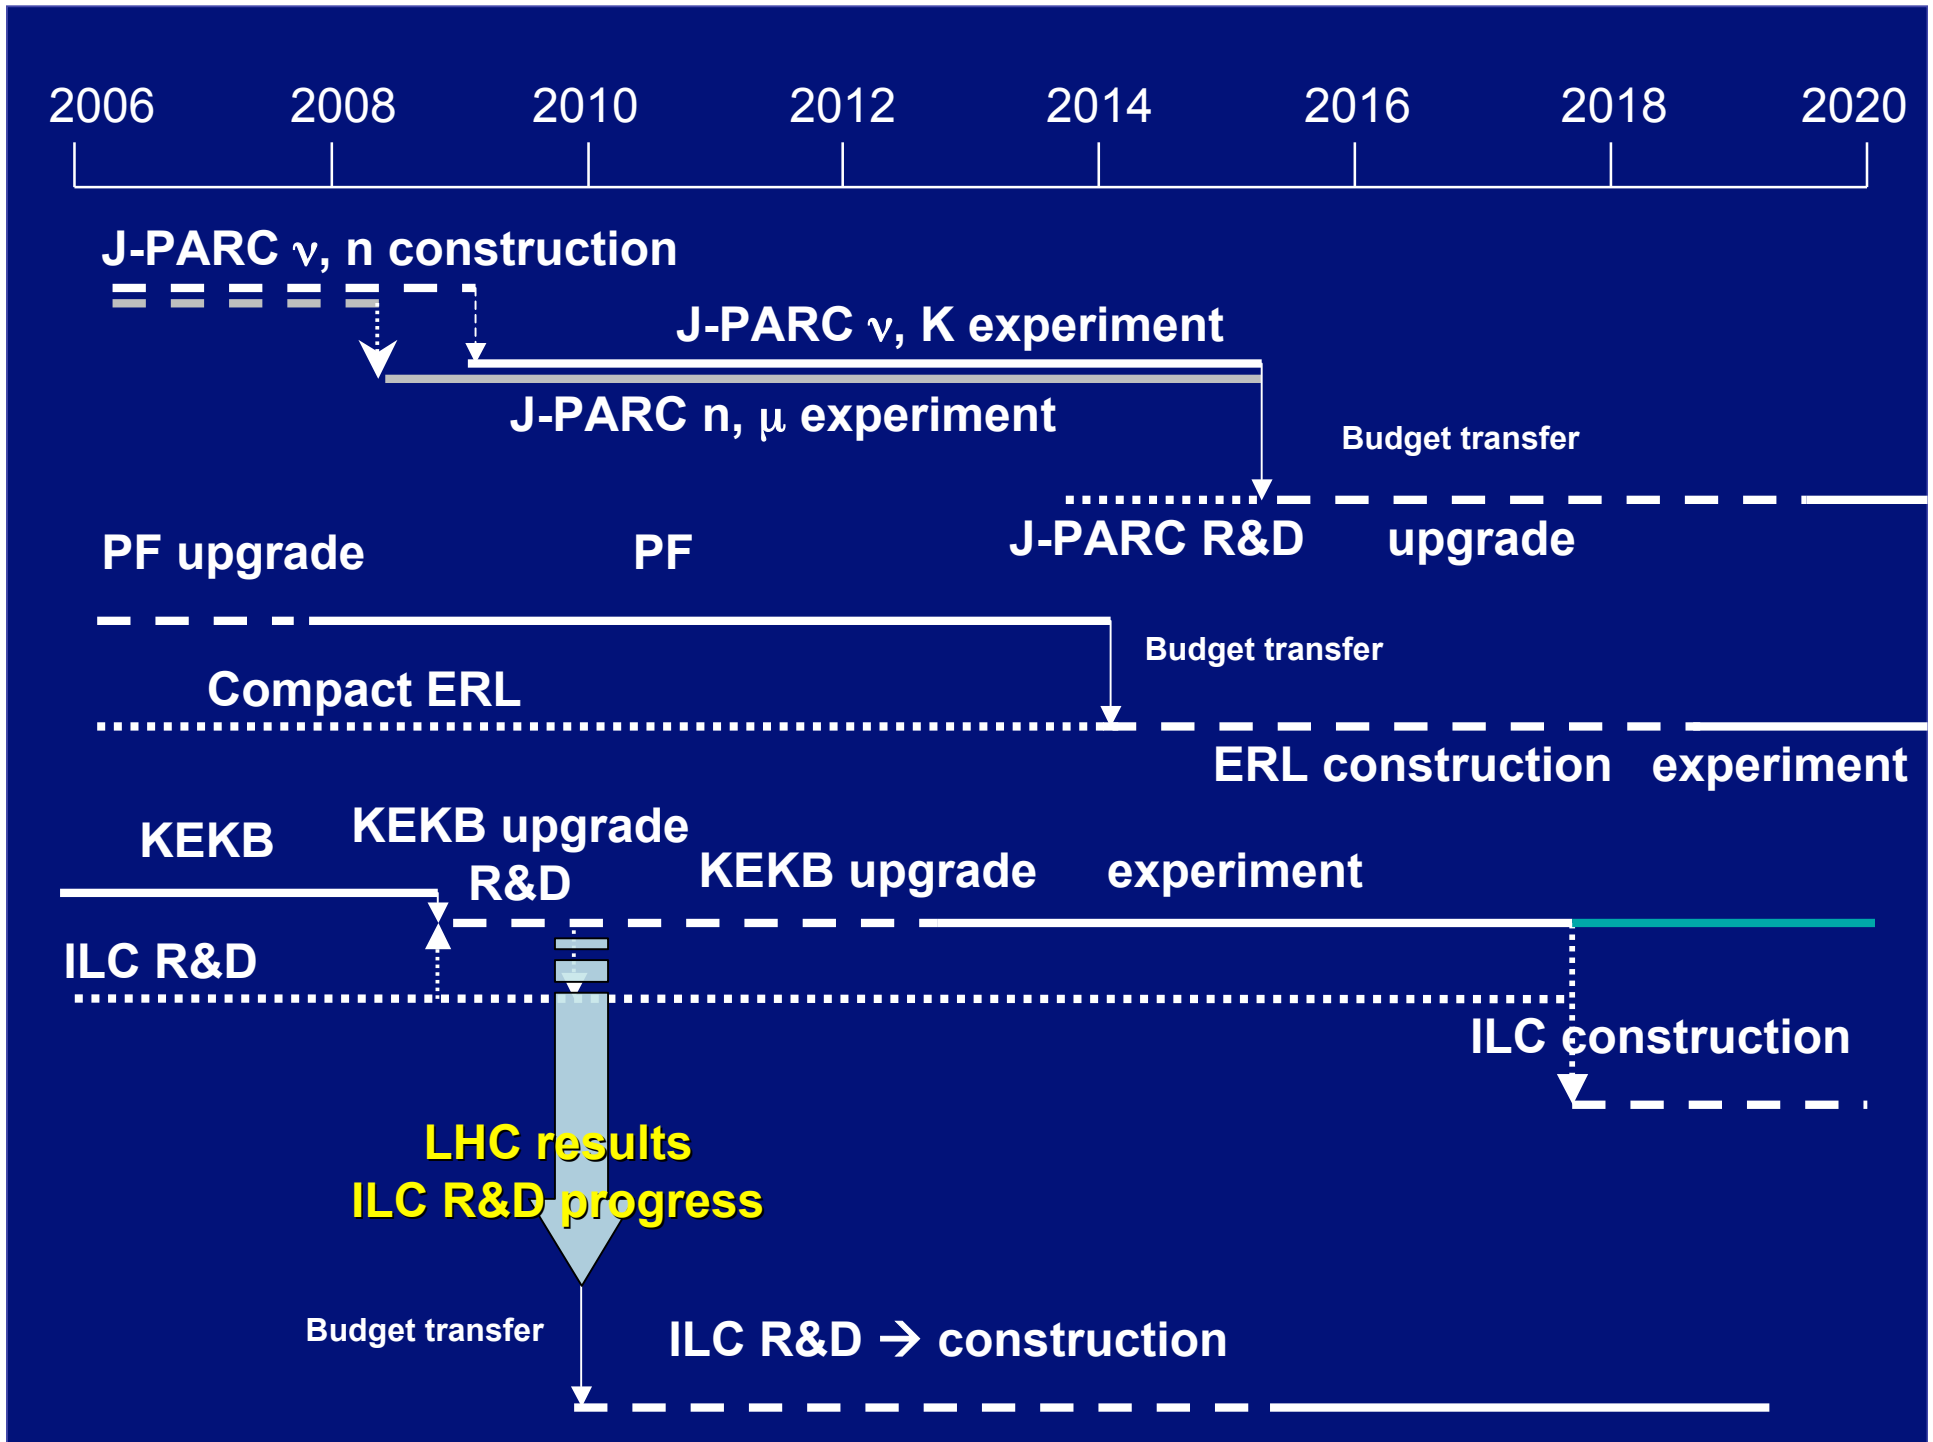 2006 2008 2010 2012 2014 2016 2018 2020
J-PARC ν, n construction
J-PARC ν, K experiment
J-PARC n, μ experiment
Budget transfer
J-PARC R&D upgrade
PF upgrade PF
Budget transfer
Compact ERL
ERL construction experiment
KEKB
KEKB upgrade
R&D
KEKB upgrade experiment
ILC R&D
ILC construction
LHC results
ILC R&D progress
Budget transfer
ILC R&D → construction